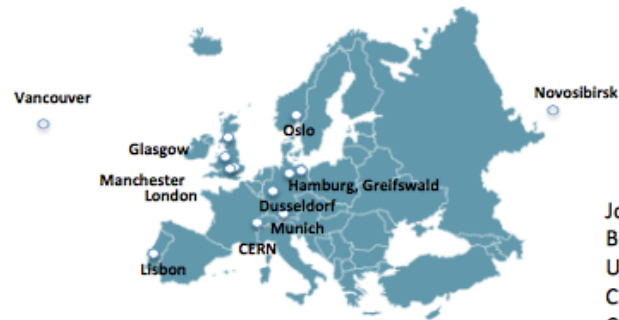 Vancouver
Novosibirsk
Oslo
Glasgow
Manchester
London
Hamburg, Greifswald
Dusseldorf
Munich
CERN
Lisbon